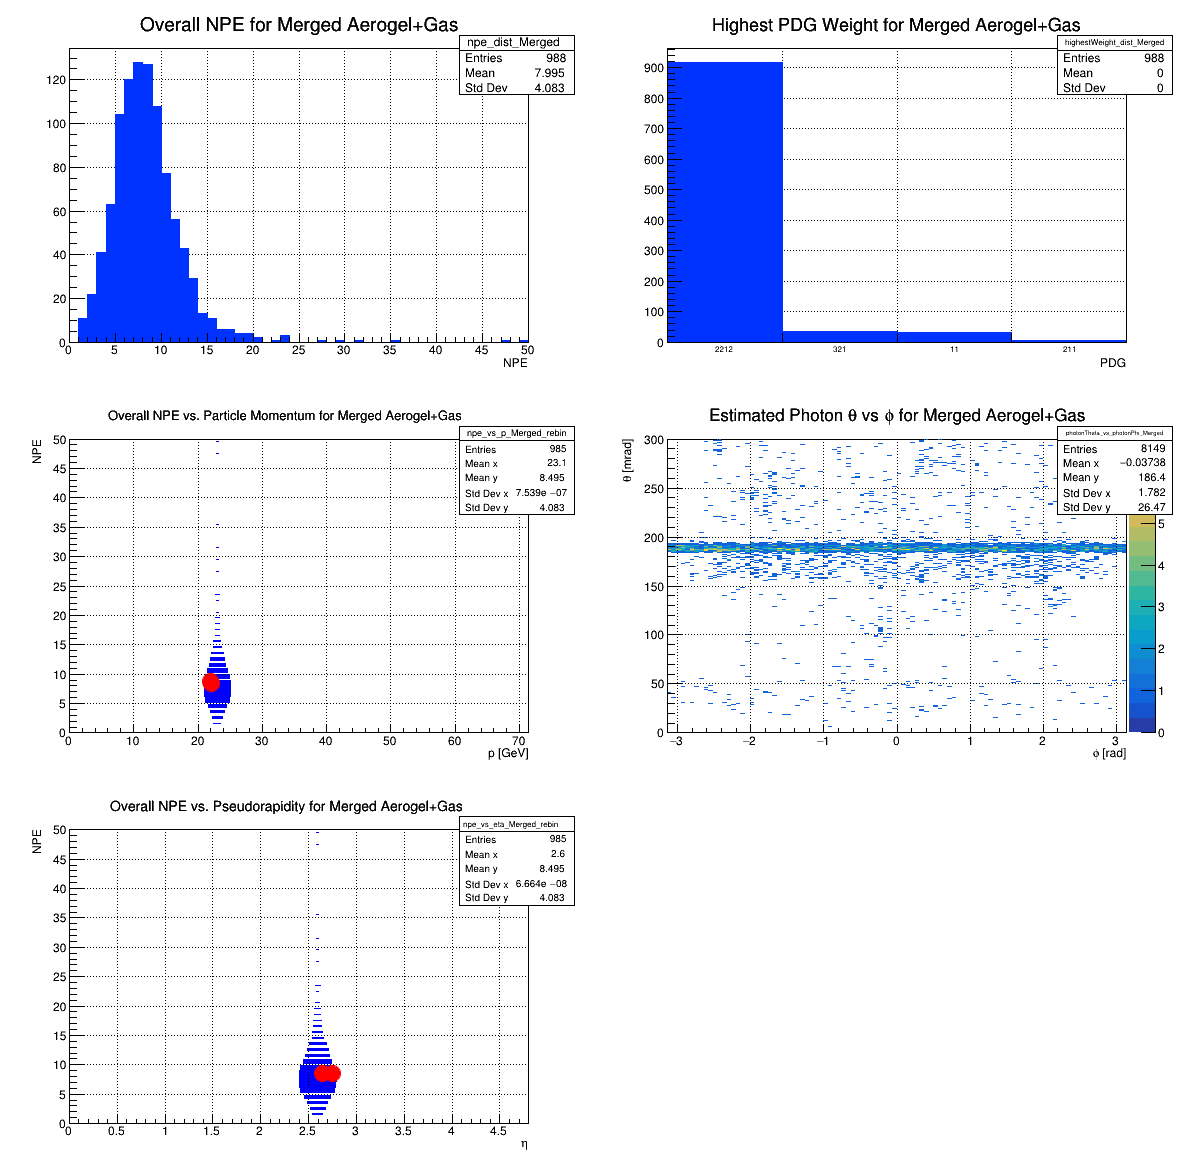 Overall NPE for Merged Aerogel+Gas
npe_dist_Merged
Entries 988
Mean 7.995
Std Dev 4.083
120
100
80
60
40
20
0
0 5 10 15 20 25 30 35 40 45 50
NPE
Highest PDG Weight for Merged Aerogel+Gas
highestWeight_dist_Merged
Entries 988
Mean 0
Std Dev 0
900
800
700
600
500
400
300
200
100
0
2212 321 11 211
PDG
Overall NPE vs. Particle Momentum for Merged Aerogel+Gas
npe_vs_p_Merged_rebin
Entries 985
Mean x 23.1
Mean y 8.495
Std Dev x 7.539e −07
Std Dev y 4.083
NPE
50
45
40
35
30
25
20
15
10
5
0
0 10 20 30 40 50 60 70
p [GeV]
Estimated Photon θ vs ϕ for Merged Aerogel+Gas
photonTheta_vs_photonPhi_Merged
Entries 8149
Mean x −0.03738
Mean y 186.4
Std Dev x 1.782
Std Dev y 26.47
θ [mrad]
300
250
200
150
100
50
0
−3 −2 −1 0 1 2 3
ϕ [rad]
5
4
3
2
1
0
Overall NPE vs. Pseudorapidity for Merged Aerogel+Gas
npe_vs_eta_Merged_rebin
Entries 985
Mean x 2.6
Mean y 8.495
Std Dev x 6.664e −08
Std Dev y 4.083
NPE
50
45
40
35
30
25
20
15
10
5
0
0 0.5 1 1.5 2 2.5 3 3.5 4 4.5
η